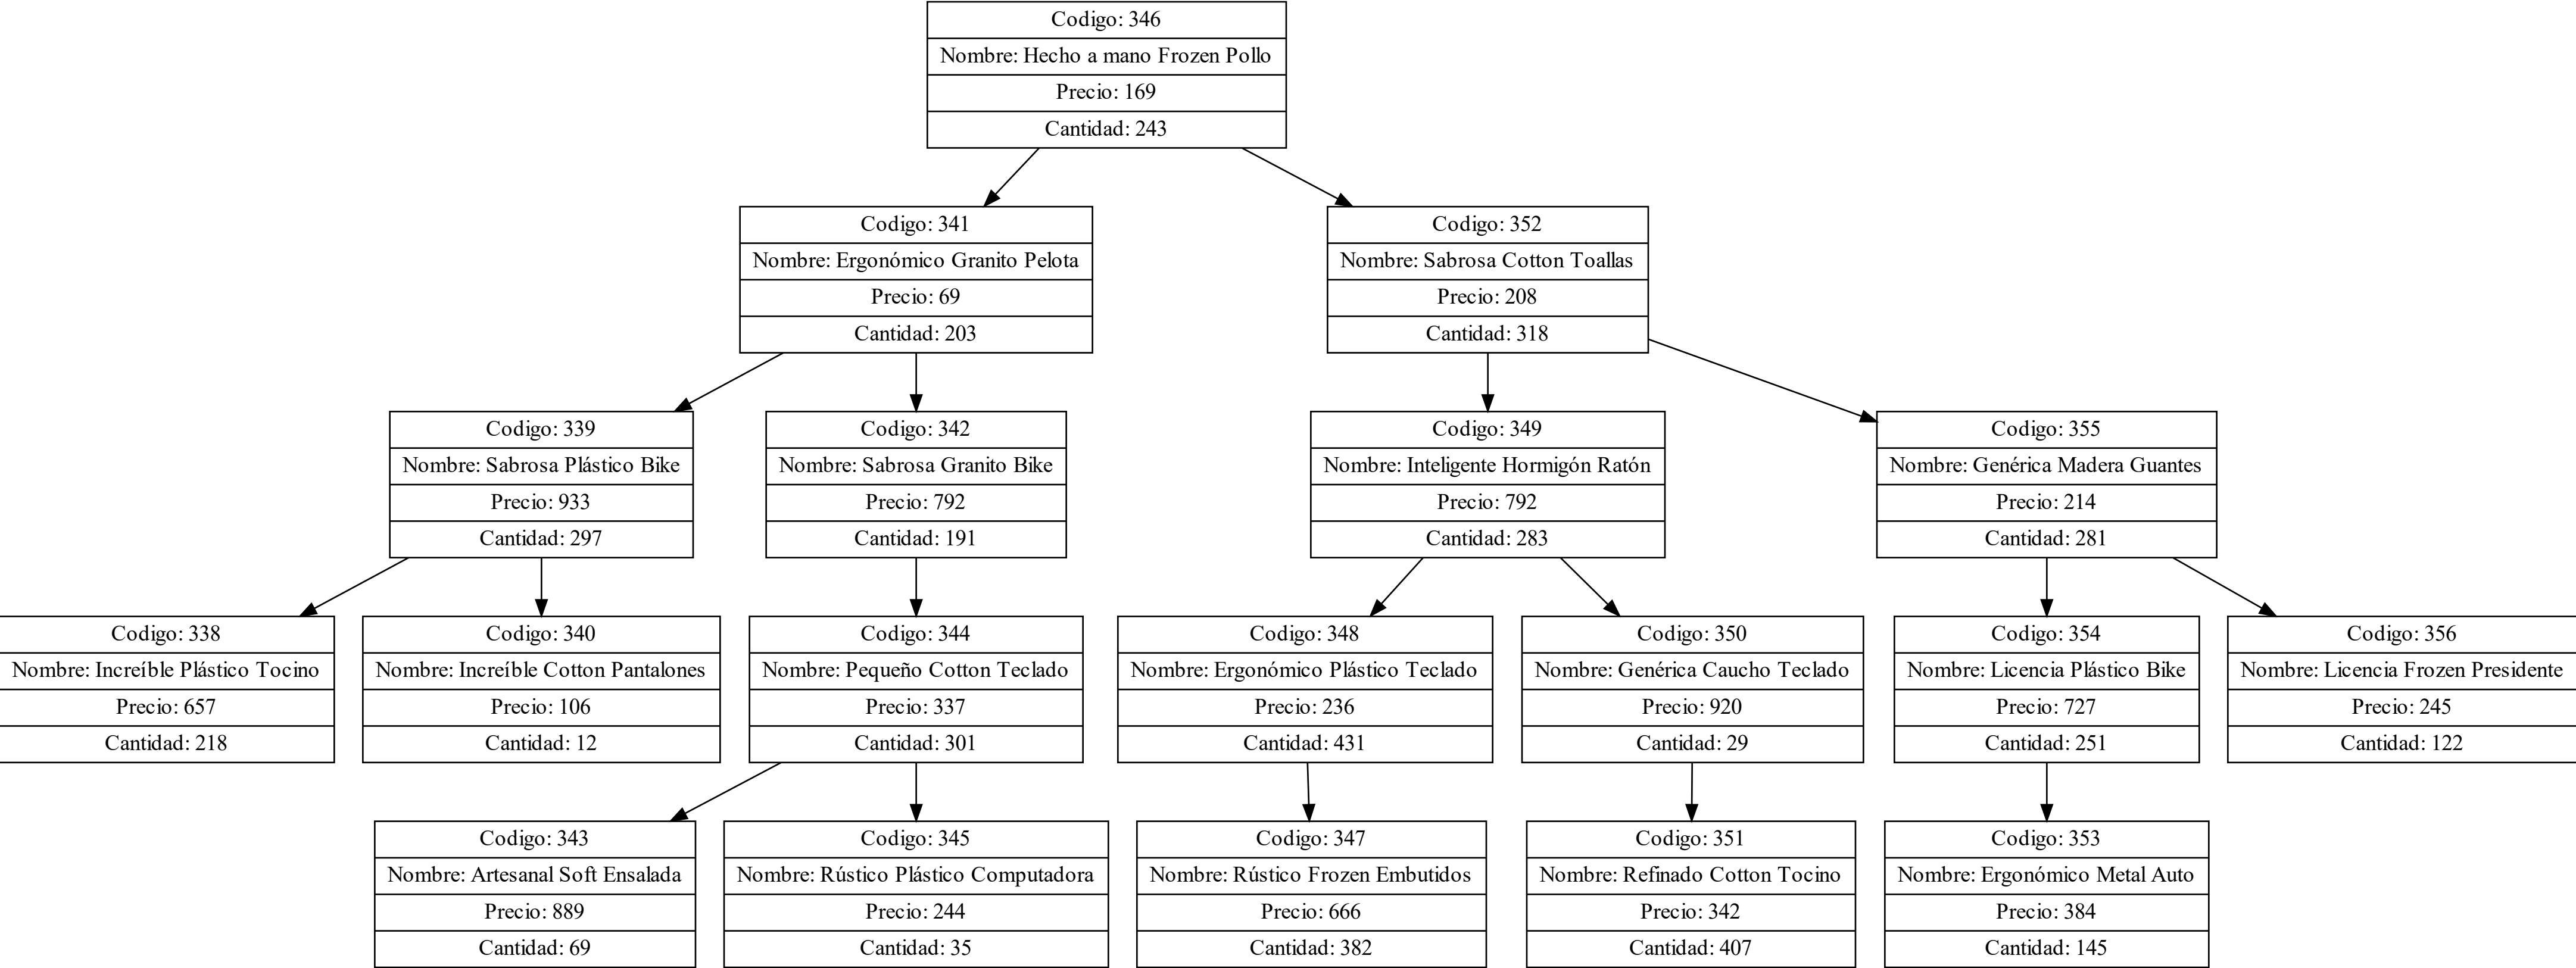 Codigo: 346
Nombre: Hecho a mano Frozen Pollo
Precio: 169
Cantidad: 243
Codigo: 341
Nombre: Ergonómico Granito Pelota
Precio: 69
Cantidad: 203
Codigo: 352
Nombre: Sabrosa Cotton Toallas
Precio: 208
Cantidad: 318
Codigo: 339
Nombre: Sabrosa Plástico Bike
Precio: 933
Cantidad: 297
Codigo: 342
Nombre: Sabrosa Granito Bike
Precio: 792
Cantidad: 191
Codigo: 349
Nombre: Inteligente Hormigón Ratón
Precio: 792
Cantidad: 283
Codigo: 355
Nombre: Genérica Madera Guantes
Precio: 214
Cantidad: 281
Codigo: 338
Nombre: Increíble Plástico Tocino
Precio: 657
Cantidad: 218
Codigo: 340
Nombre: Increíble Cotton Pantalones
Precio: 106
Cantidad: 12
Codigo: 344
Nombre: Pequeño Cotton Teclado
Precio: 337
Cantidad: 301
Codigo: 348
Nombre: Ergonómico Plástico Teclado
Precio: 236
Cantidad: 431
Codigo: 350
Nombre: Genérica Caucho Teclado
Precio: 920
Cantidad: 29
Codigo: 354
Nombre: Licencia Plástico Bike
Precio: 727
Cantidad: 251
Codigo: 356
Nombre: Licencia Frozen Presidente
Precio: 245
Cantidad: 122
Codigo: 343
Nombre: Artesanal Soft Ensalada
Precio: 889
Cantidad: 69
Codigo: 345
Nombre: Rústico Plástico Computadora
Precio: 244
Cantidad: 35
Codigo: 347
Nombre: Rústico Frozen Embutidos
Precio: 666
Cantidad: 382
Codigo: 351
Nombre: Refinado Cotton Tocino
Precio: 342
Cantidad: 407
Codigo: 353
Nombre: Ergonómico Metal Auto
Precio: 384
Cantidad: 145